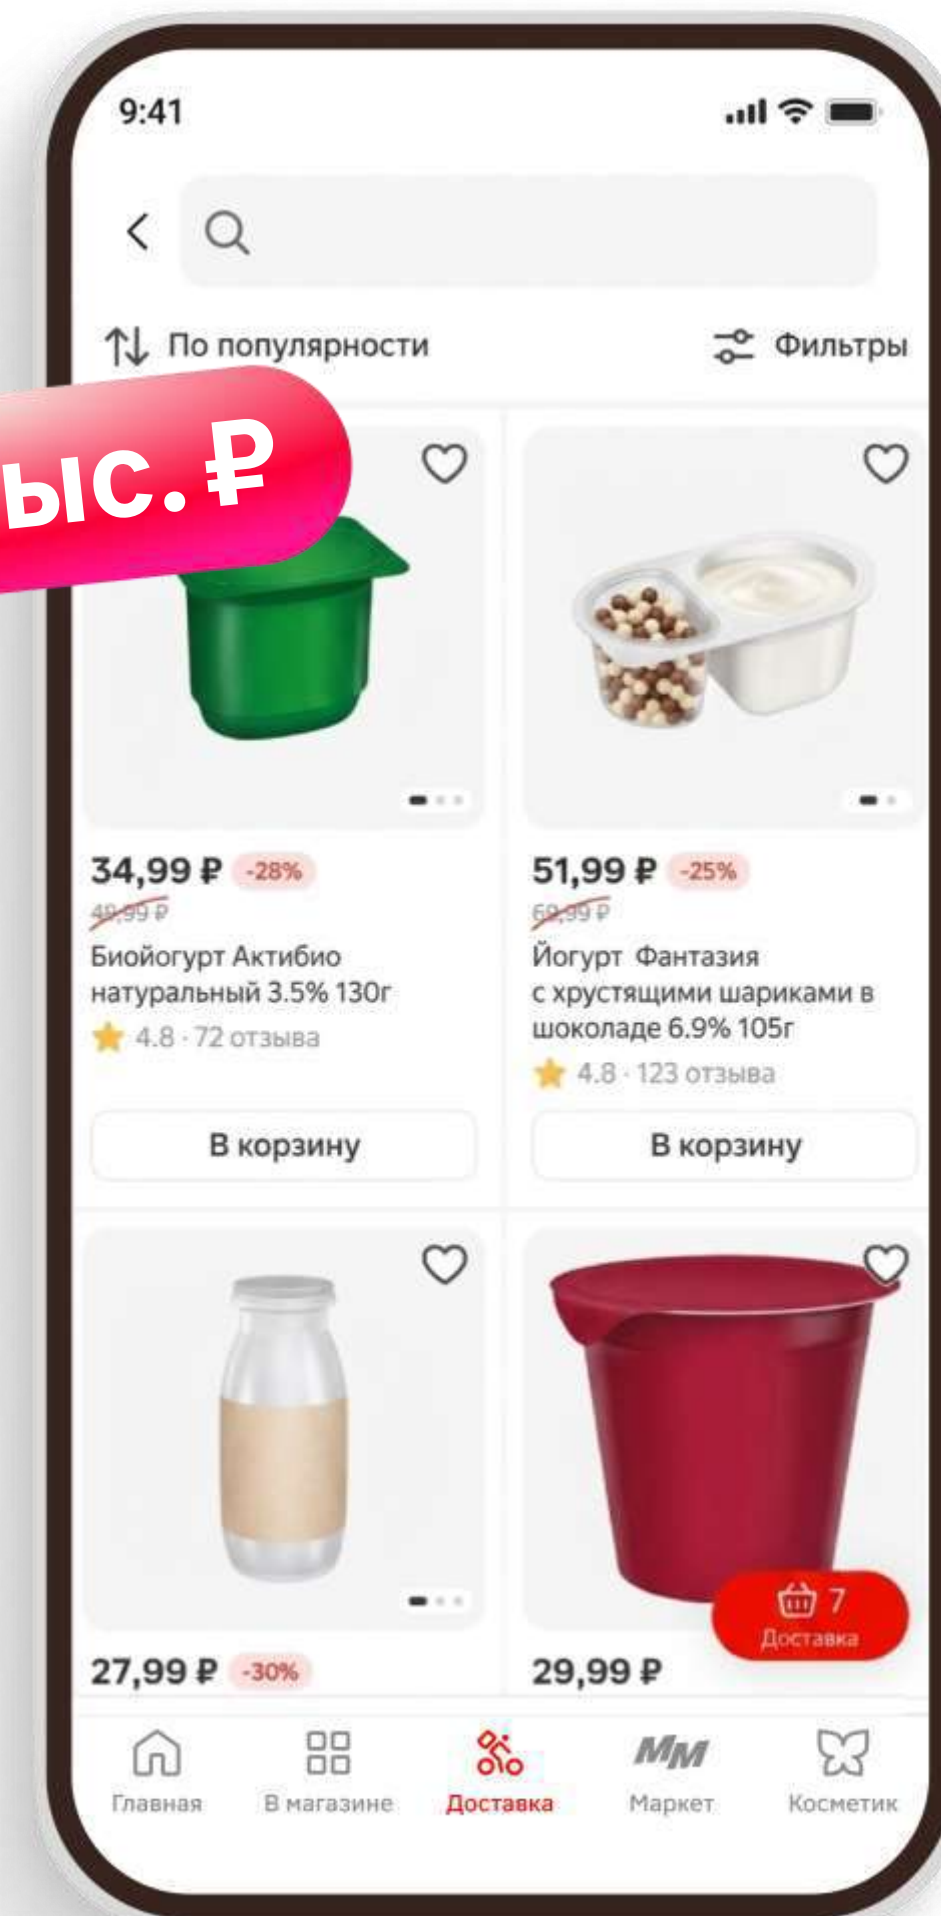 9:41
По популярности
Фильтры
ыс. ₽
34,99 ₽ -28%
48,99 ₽
Биойогурт Актибио
натуральный 3.5% 130г
4.8 · 72 отзыва
В корзину
51,99 ₽ -25%
69,99 ₽
Йогурт Фантазия
с хрустящими шариками в
шоколаде 6.9% 105г
4.8 · 123 отзыва
В корзину
27,99 ₽ -30%
29,99 ₽
7
Доставка
Главная
В магазине
Доставка
ММ
Маркет
Косметик